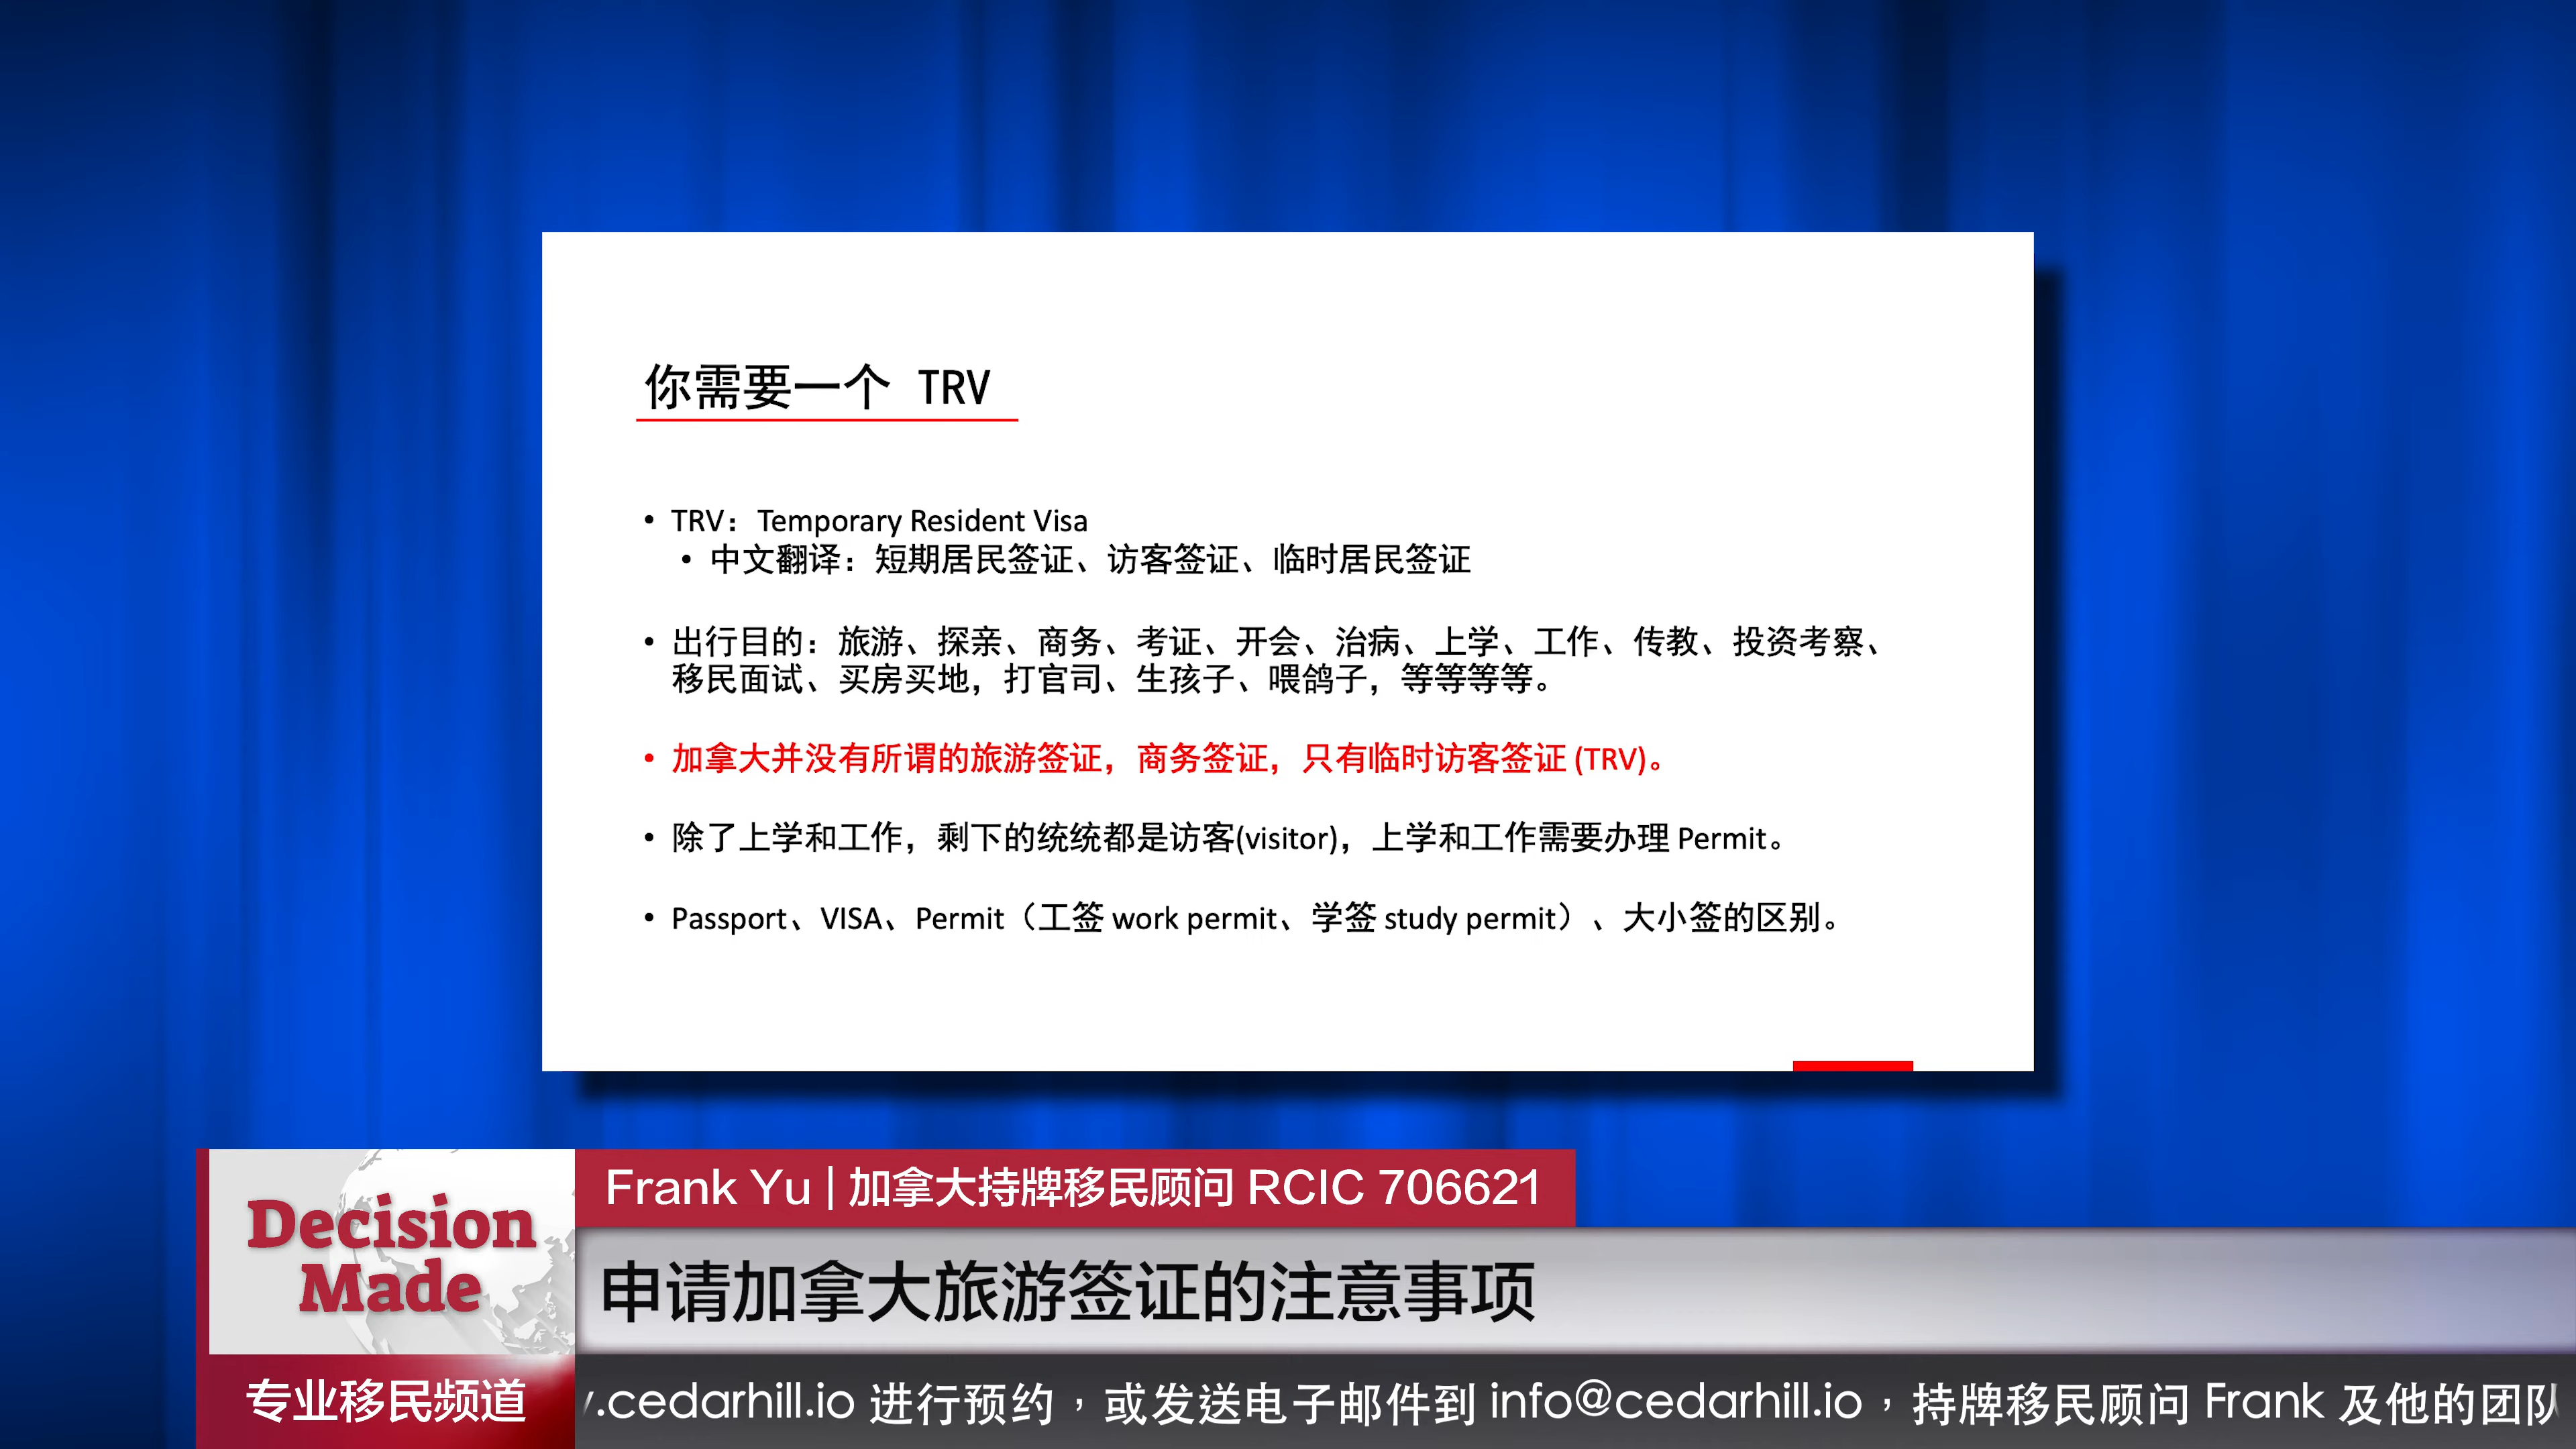 你需要一个 TRV
• TRV：Temporary Resident Visa
• 中文翻译：短期居民签证、访客签证、临时居民签证
• 出行目的：旅游、探亲、商务、考证、开会、治病、上学、工作、传教、投资考察、
移民面试、买房买地，打官司、生孩子、喂鸽子，等等等等。
• 加拿大并没有所谓的旅游签证，商务签证，只有临时访客签证 (TRV)。
• 除了上学和工作，剩下的统统都是访客(visitor)，上学和工作需要办理 Permit。
• Passport、VISA、Permit（工签 work permit、学签 study permit）、大小签的区别。
Frank Yu | 加拿大持牌移民顾问 RCIC 706621
Decision
Made
申请加拿大旅游签证的注意事项
专业移民频道
.cedarhill.io 进行预约，或发送电子邮件到 info@cedarhill.io，持牌移民顾问 Frank 及他的团队